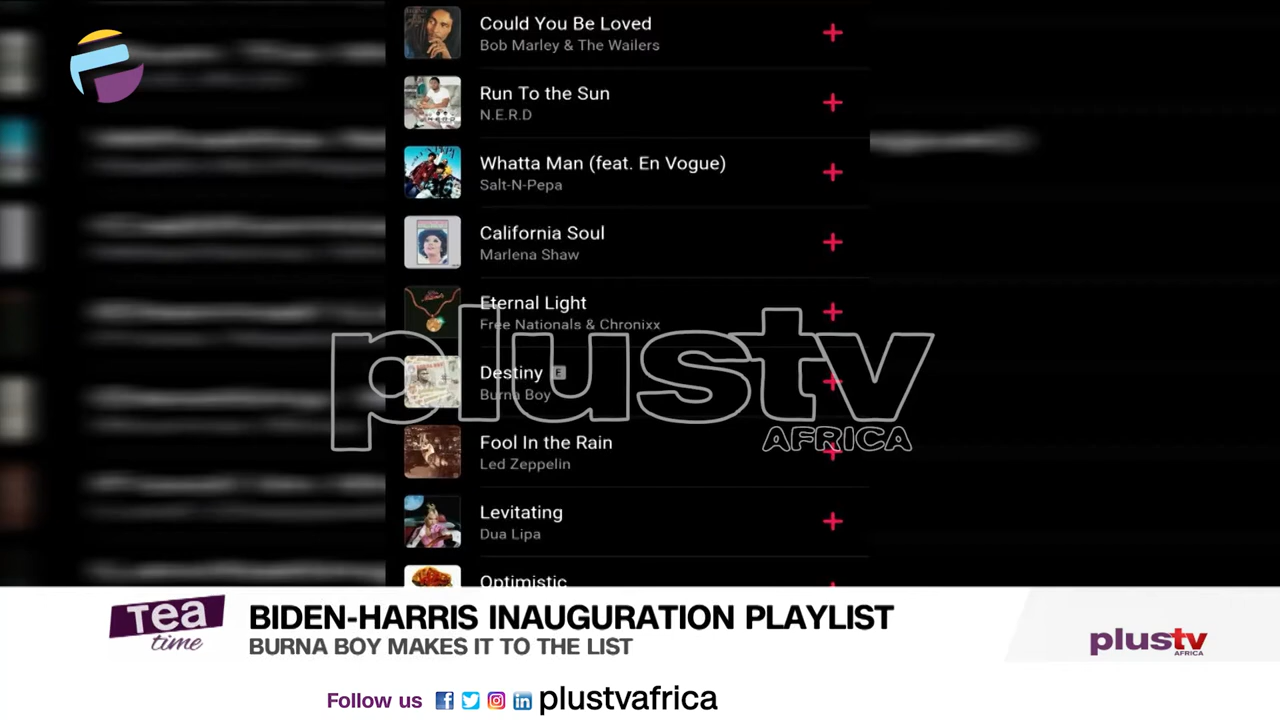 Could You Be Loved
Bob Marley & The Wailers
Run To the Sun
N.E.R.D
Whatta Man (feat. En Vogue)
Salt-N-Pepa
California Soul
Marlena Shaw
Eternal Light
Free Nationals & Chronixx
Destiny E
Burna Boy
plustv
AFRICA
Fool In the Rain
Led Zeppelin
Levitating
Dua Lipa
Optimistic
Tea
time
BIDEN-HARRIS INAUGURATION PLAYLIST
BURNA BOY MAKES IT TO THE LIST
plustv
AFRICA
Follow us plustvafrica